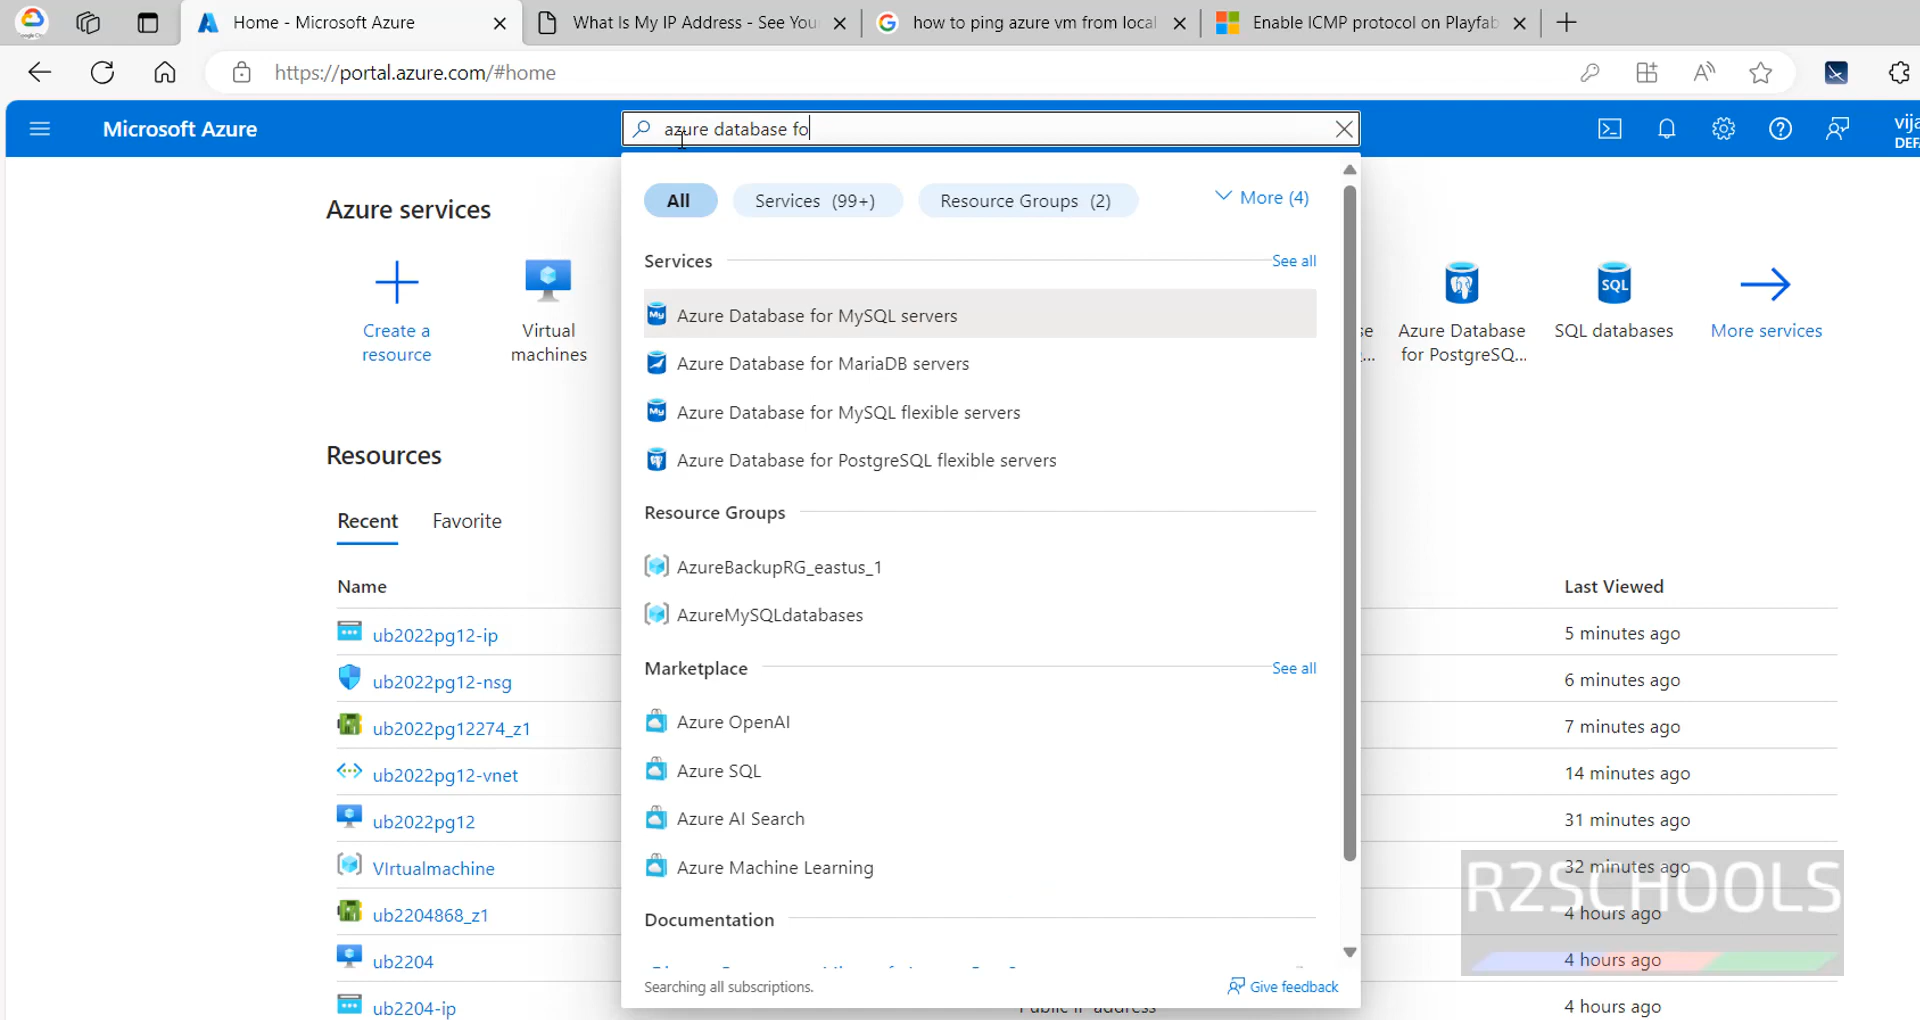 Home - Microsoft Azure
What Is My IP Address - See You
how to ping azure vm from local
Enable ICMP protocol on Playfab
https://portal.azure.com/#home
Microsoft Azure
azure database fo
vija
DEF
All
Services (99+)
Resource Groups (2)
More (4)
Azure services
Services
See all
Create a resource
Virtual machines
Azure Database for MySQL servers
Azure Database for MariaDB servers
Azure Database for MySQL flexible servers
Azure Database for PostgreSQL flexible servers
Azure Database for PostgreSQ...
SQL
SQL databases
More services
Resources
Recent
Favorite
Resource Groups
AzureBackupRG_eastus_1
AzureMySQLdatabases
Marketplace
See all
Azure OpenAI
Azure SQL
Azure AI Search
Azure Machine Learning
Documentation
Searching all subscriptions.
Give feedback
Name
Last Viewed
ub2022pg12-ip
5 minutes ago
ub2022pg12-nsg
6 minutes ago
ub2022pg12274_z1
7 minutes ago
ub2022pg12-vnet
14 minutes ago
ub2022pg12
31 minutes ago
VIrtualmachine
32 minutes ago
ub2204868_z1
4 hours ago
ub2204
4 hours ago
ub2204-ip
Public IP address
4 hours ago
R2SCHOOLS